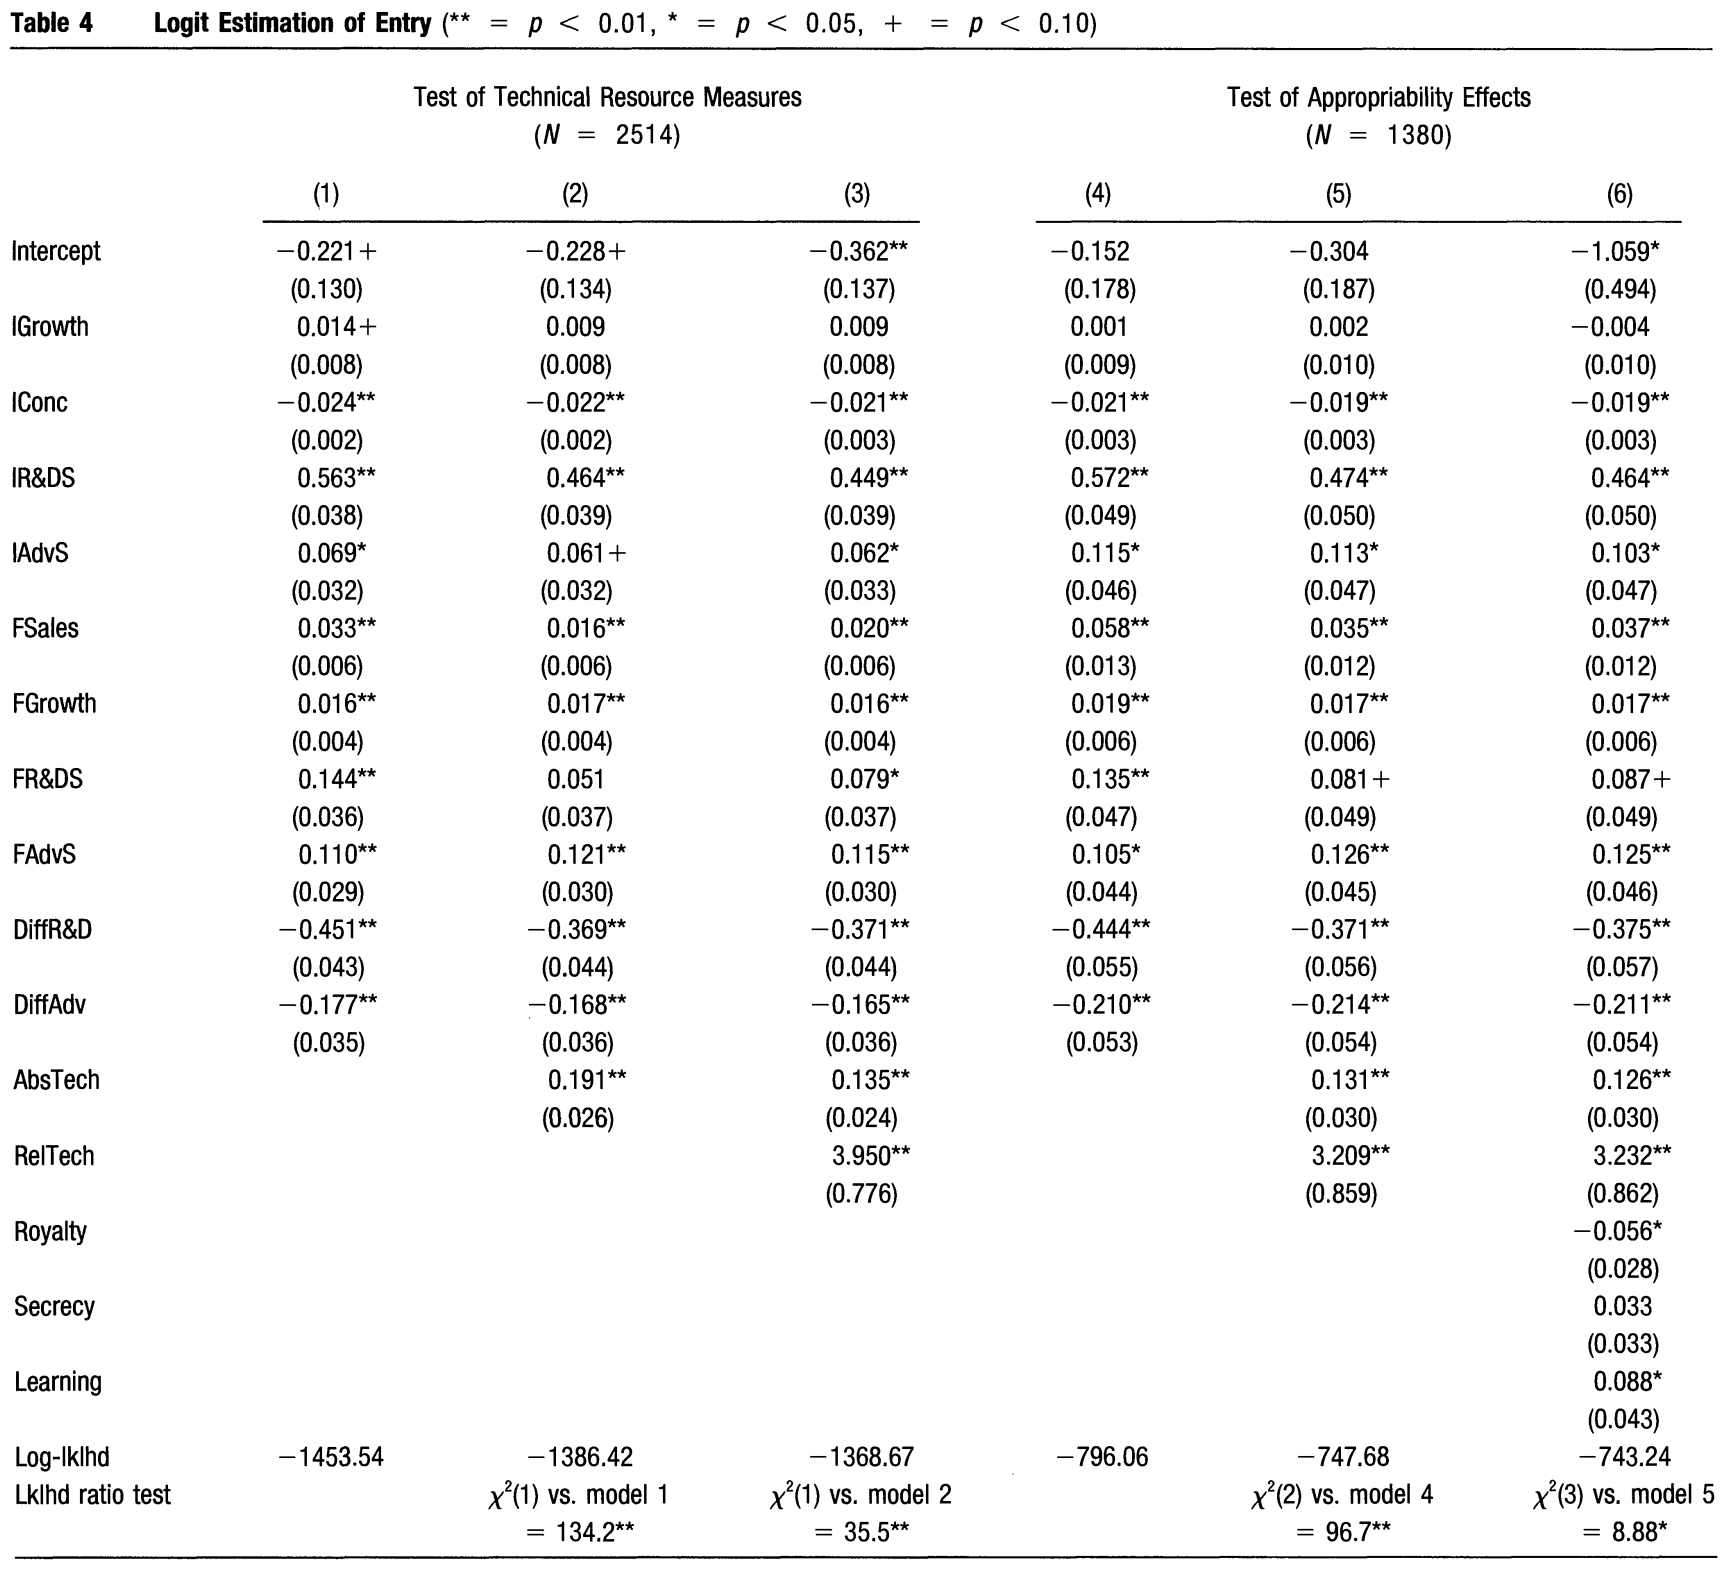 Table 4 Logit Estimation of Entry (** = p < 0.01, * = p < 0.05, + = p < 0.10)
Test of Technical Resource Measures Test of Appropriability Effects
(N = 2514) (N = 1380)
(1) (2) (3) (4) (5) (6)
Intercept −0.221+ −0.228+ −0.362** −0.152 −0.304 −1.059*
(0.130) (0.134) (0.137) (0.178) (0.187) (0.494)
IGrowth 0.014+ 0.009 0.009 0.001 0.002 −0.004
(0.008) (0.008) (0.008) (0.009) (0.010) (0.010)
IConc −0.024** −0.022** −0.021** −0.021** −0.019** −0.019**
(0.002) (0.002) (0.003) (0.003) (0.003) (0.003)
IR&DS 0.563** 0.464** 0.449** 0.572** 0.474** 0.464**
(0.038) (0.039) (0.039) (0.049) (0.050) (0.050)
IAdvS 0.069* 0.061+ 0.062* 0.115* 0.113* 0.103*
(0.032) (0.032) (0.033) (0.046) (0.047) (0.047)
FSales 0.033** 0.016** 0.020** 0.058** 0.035** 0.037**
(0.006) (0.006) (0.006) (0.013) (0.012) (0.012)
FGrowth 0.016** 0.017** 0.016** 0.019** 0.017** 0.017**
(0.004) (0.004) (0.004) (0.006) (0.006) (0.006)
FR&DS 0.144** 0.051 0.079* 0.135** 0.081+ 0.087+
(0.036) (0.037) (0.037) (0.047) (0.049) (0.049)
FAdvS 0.110** 0.121** 0.115** 0.105* 0.126** 0.125**
(0.029) (0.030) (0.030) (0.044) (0.045) (0.046)
DiffR&D −0.451** −0.369** −0.371** −0.444** −0.371** −0.375**
(0.043) (0.044) (0.044) (0.055) (0.056) (0.057)
DiffAdv −0.177** −0.168** −0.165** −0.210** −0.214** −0.211**
(0.035) (0.036) (0.036) (0.053) (0.054) (0.054)
AbsTech 0.191** 0.135** 0.131** 0.126**
(0.026) (0.024) (0.030) (0.030)
RelTech 3.950** 3.209** 3.232**
(0.776) (0.859) (0.862)
Royalty −0.056*
(0.028)
Secrecy 0.033
(0.033)
Learning 0.088*
(0.043)
Log-lklhd −1453.54 −1386.42 −1368.67 −796.06 −747.68 −743.24
Lklhd ratio test χ²(1) vs. model 1 χ²(1) vs. model 2 χ²(2) vs. model 4 χ²(3) vs. model 5
= 134.2** = 35.5** = 96.7** = 8.88*